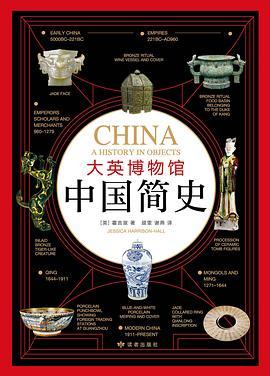 EARLY CHINA
5000BC-221BC
EMPIRES
221BC-AD960
BRONZE RITUAL
WINE VESSEL AND COVER
JADE FACE
BRONZE RITUAL
FOOD BASIN
BELONGING
TO THE DUKE
OF KANG
EMPERORS
SCHOLARS AND
MERCHANTS
960-1279
CHINA
A HISTORY IN OBJECTS
大英博物馆
中国简史
[英] 霍吉淑 著
谢燕 译
JESSICA HARRISON-HALL
INLAID
BRONZE
TIGER-LIKE
CREATURE
PROCESSION
OF CERAMIC
TOMB FIGURES
QING
1644-1911
MONGOLS AND
MING
1271-1644
PORCELAIN
PUNCHBOWL
SHOWING
FOREIGN TRADING
STATIONS
AT GUANGZHOU
BLUE-AND-WHITE
PORCELAIN
MEIPING AND COVER
MODERN CHINA
1911-PRESENT
JADE
COLLARED RING
WITH
QIANLONG
INSCRIPTION
读者出版社